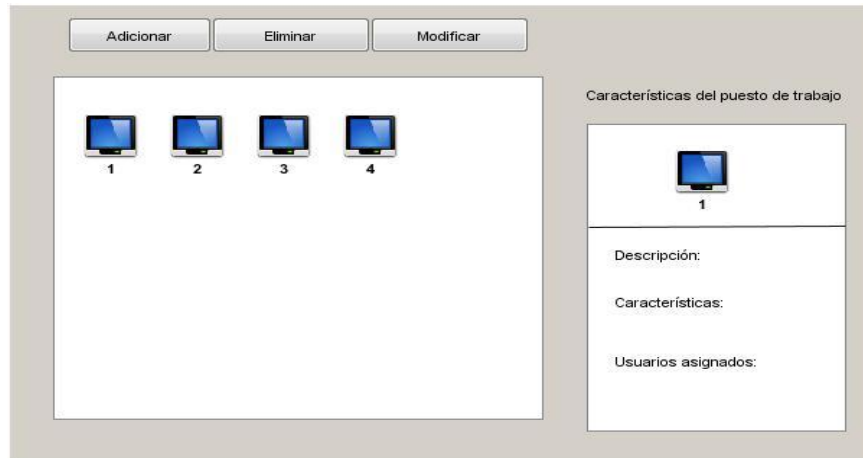 Adicionar Eliminar Modificar
Características del puesto de trabajo
1 2 3 4
1
Descripción:
Características:
Usuarios asignados: